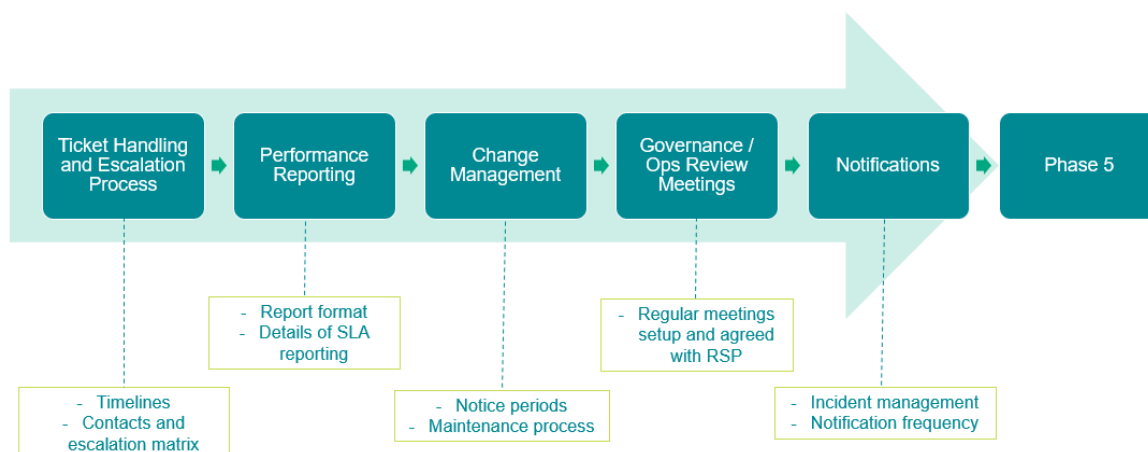 Ticket Handling
and Escalation
Process
Performance
Reporting
Change
Management
Governance /
Ops Review
Meetings
Notifications
Phase 5
- Report format
- Details of SLA
reporting
- Regular meetings
setup and agreed
with RSP
- Timelines
- Contacts and
escalation matrix
- Notice periods
- Maintenance process
- Incident management
- Notification frequency